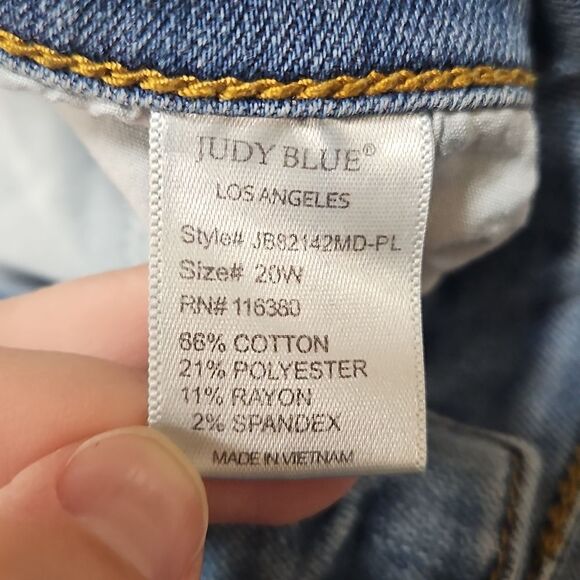 JUDY BLUE®
LOS ANGELES
Style# JB82142MD-PL
Size# 20W
RN# 116380
66% COTTON
21% POLYESTER
11% RAYON
2% SPANDEX
MADE IN VIETNAM